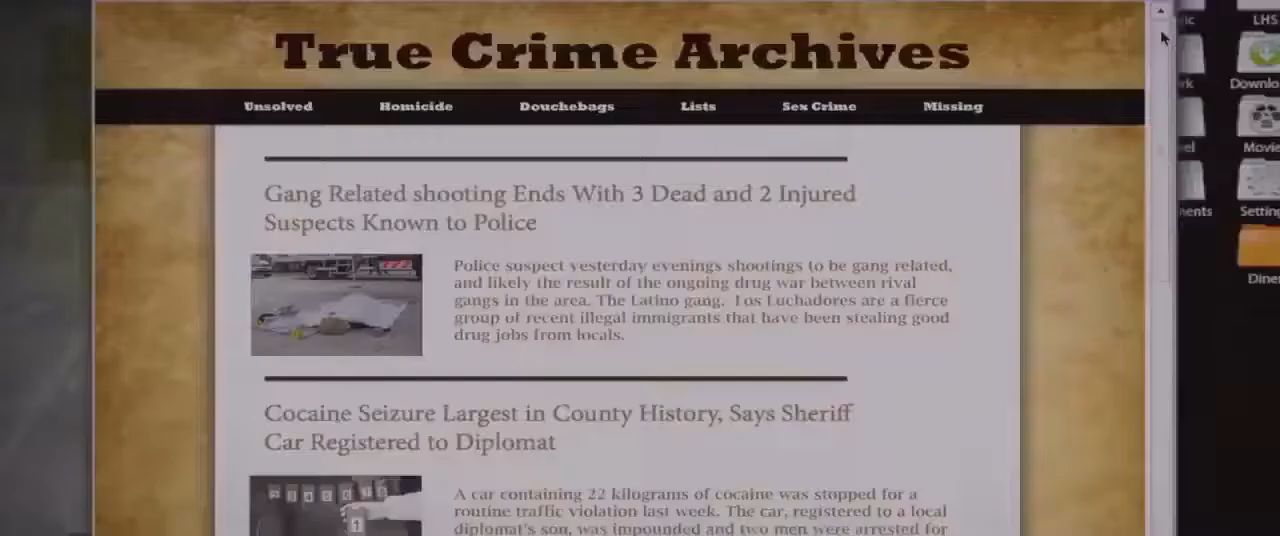 True Crime Archives
Unsolved Homicide Douchebags Lists Sex Crime Missing
Gang Related shooting Ends With 3 Dead and 2 Injured
Suspects Known to Police
Police suspect yesterday evenings shootings to be gang related,
and likely the result of the ongoing drug war between rival
gangs in the area. The Latino gang. Los Luchadores are a fierce
group of recent illegal immigrants that have been stealing good
drug jobs from locals.
Cocaine Seizure Largest in County History, Says Sheriff
Car Registered to Diplomat
A car containing 22 kilograms of cocaine was stopped for a
routine traffic violation last week. The car, registered to a local
diplomat's son, was impounded and two men were arrested for
LHS
Downlo
Movie
Setting
Diner